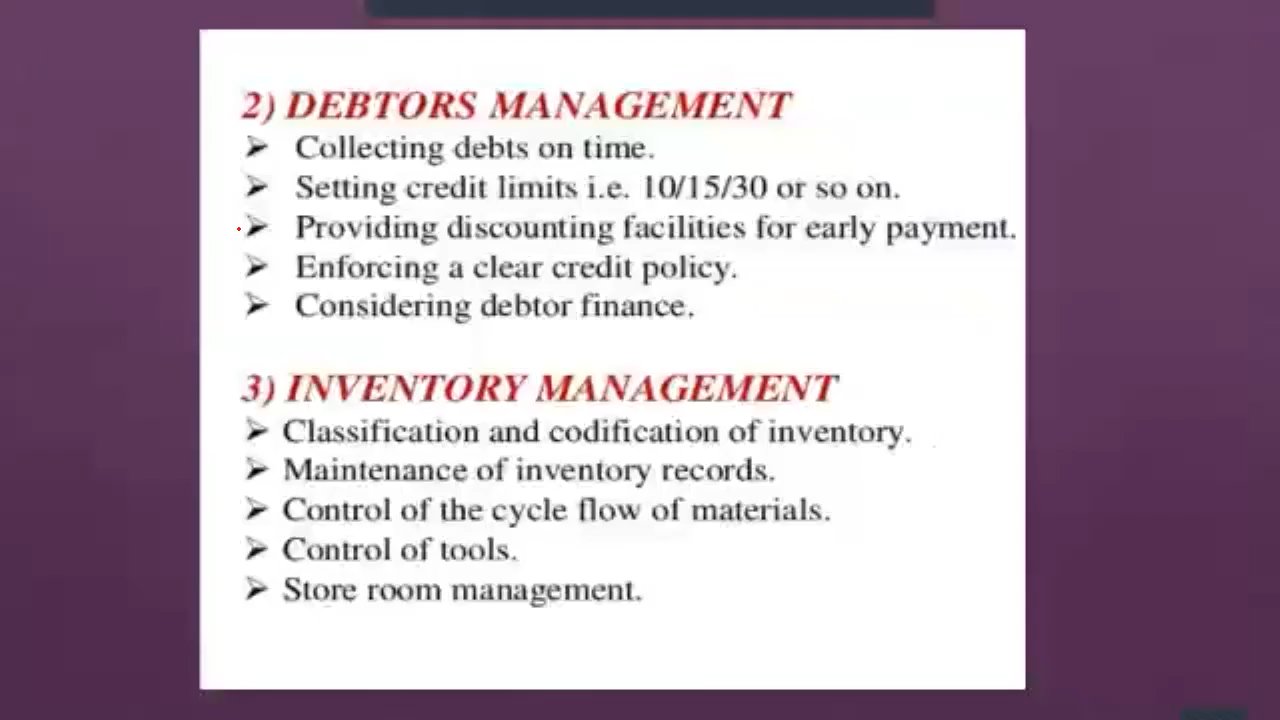 2) DEBTORS MANAGEMENT
➢ Collecting debts on time.
➢ Setting credit limits i.e. 10/15/30 or so on.
➢ Providing discounting facilities for early payment.
➢ Enforcing a clear credit policy.
➢ Considering debtor finance.
3) INVENTORY MANAGEMENT
➢ Classification and codification of inventory.
➢ Maintenance of inventory records.
➢ Control of the cycle flow of materials.
➢ Control of tools.
➢ Store room management.